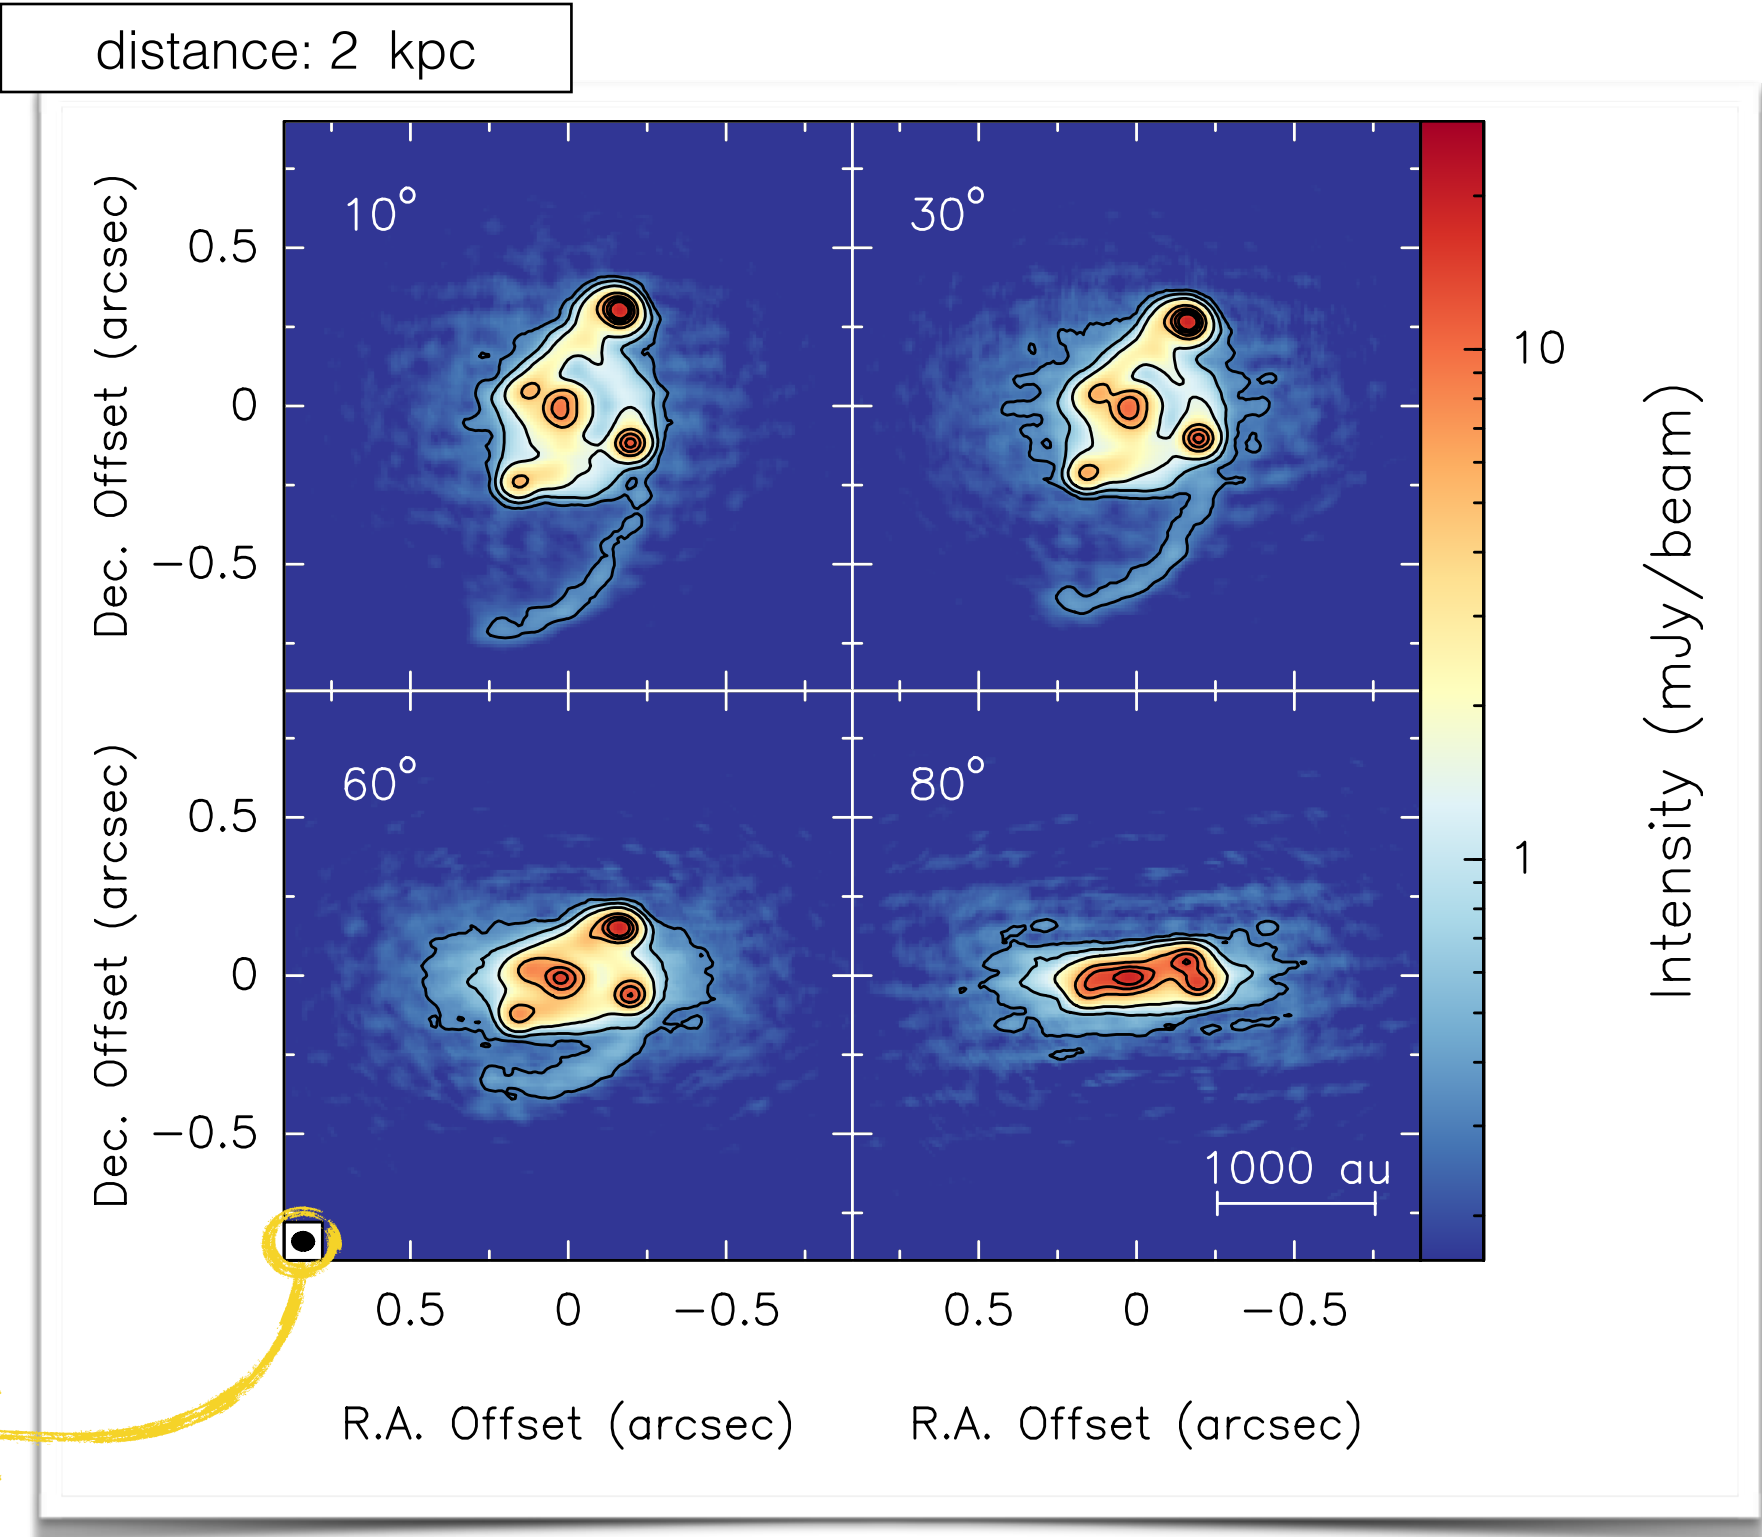 distance: 2 kpc
10°
30°
0.5
0
−0.5
Dec. Offset (arcsec)
60°
80°
0.5
0
−0.5
Dec. Offset (arcsec)
1000 au
0.5
0
−0.5
0.5
0
−0.5
R.A. Offset (arcsec)
R.A. Offset (arcsec)
10
1
Intensity (mJy/beam)